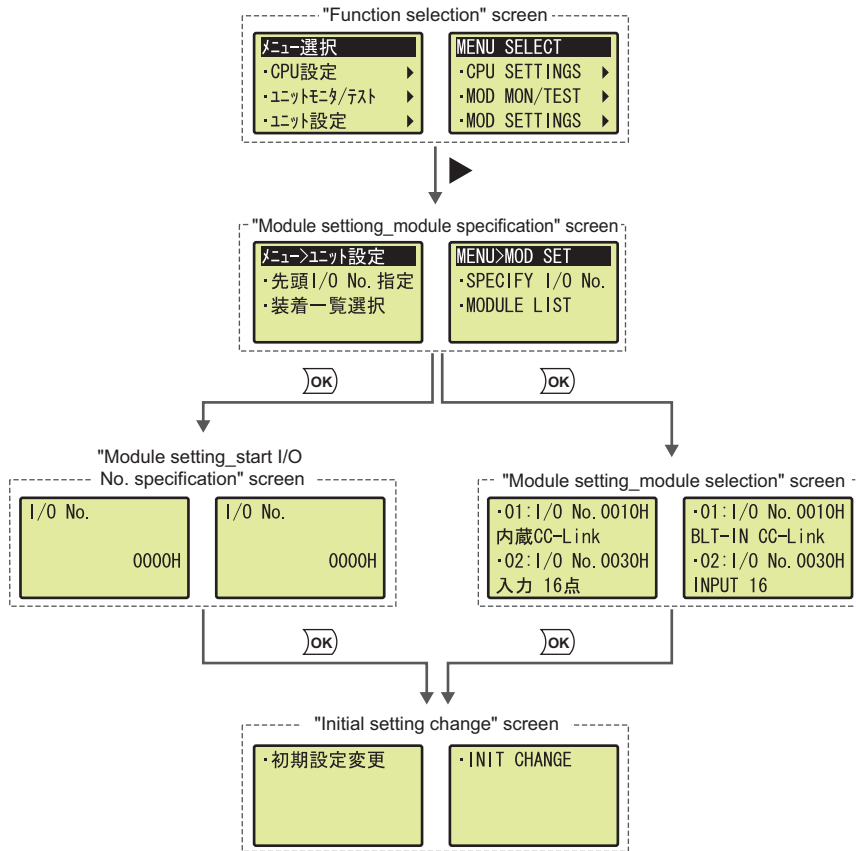 "Function selection" screen
ﾒﾆｭｰ選択
･CPU設定
･ﾕﾆｯﾄﾓﾆﾀ/ﾃｽﾄ
･ﾕﾆｯﾄ設定
MENU SELECT
･CPU SETTINGS
･MOD MON/TEST
･MOD SETTINGS
"Module settiong_module specification" screen
ﾒﾆｭｰ>ﾕﾆｯﾄ設定
･先頭I/O No.指定
･装着一覧選択
MENU>MOD SET
･SPECIFY I/O No.
･MODULE LIST
OK
OK
"Module setting_start I/O
No. specification" screen
I/O No.
0000H
I/O No.
0000H
"Module setting_module selection" screen
･01:I/O No.0010H
内蔵CC-Link
･02:I/O No.0030H
入力 16点
･01:I/O No.0010H
BLT-IN CC-Link
･02:I/O No.0030H
INPUT 16
OK
OK
"Initial setting change" screen
･初期設定変更
･INIT CHANGE